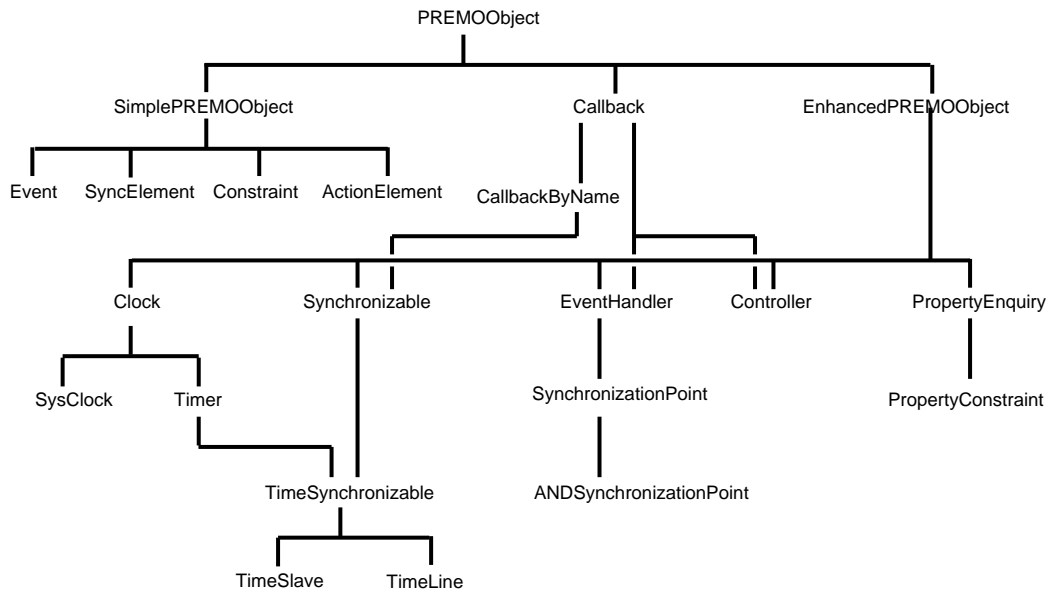 PREMOObject
SimplePREMOObject Callback EnhancedPREMOObject
Event SyncElement Constraint ActionElement CallbackByName
Clock Synchronizable EventHandler Controller PropertyEnquiry
SysClock Timer SynchronizationPoint PropertyConstraint
TimeSynchronizable ANDSynchronizationPoint
TimeSlave TimeLine